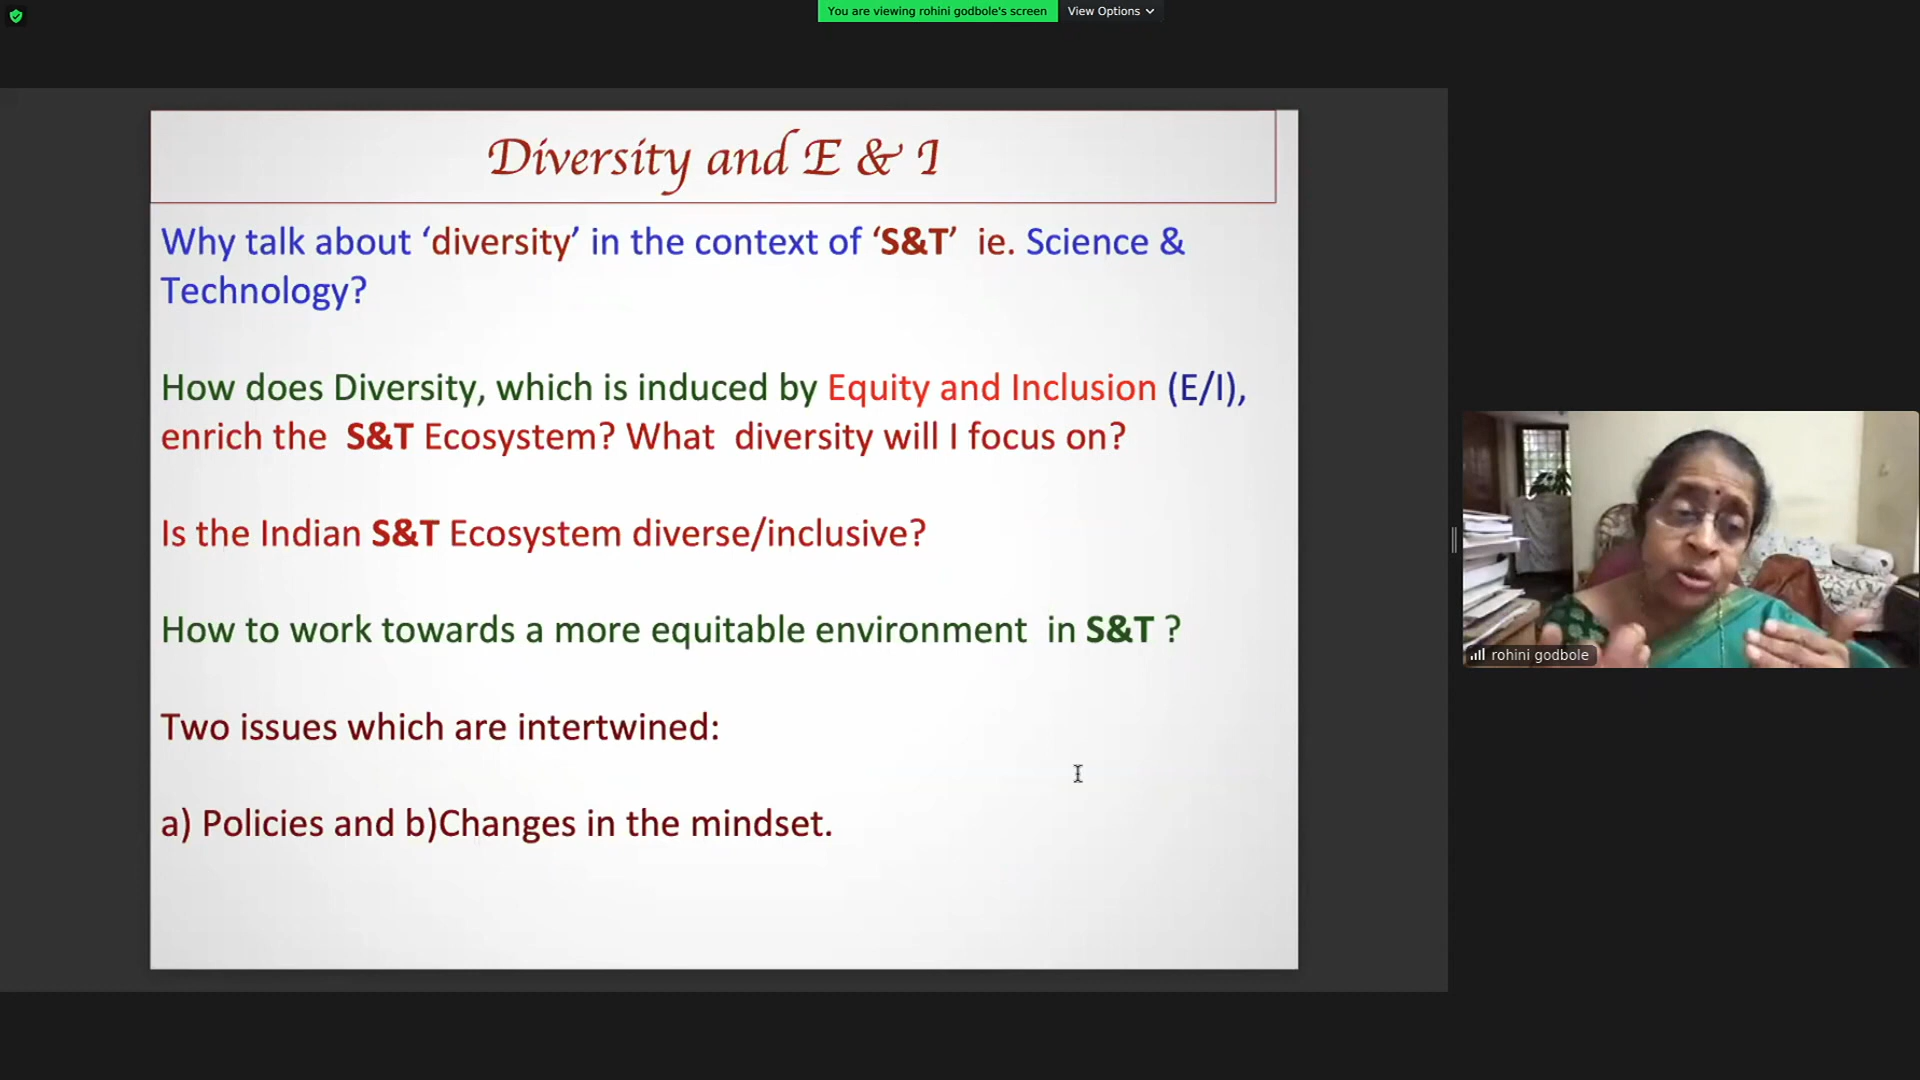 You are viewing rohini godbole's screen View Options
Diversity and E & I
Why talk about ‘diversity’ in the context of ‘S&T’ ie. Science &
Technology?
How does Diversity, which is induced by Equity and Inclusion (E/I),
enrich the S&T Ecosystem? What diversity will I focus on?
Is the Indian S&T Ecosystem diverse/inclusive?
How to work towards a more equitable environment in S&T ?
Two issues which are intertwined:
a) Policies and b)Changes in the mindset.
rohini godbole